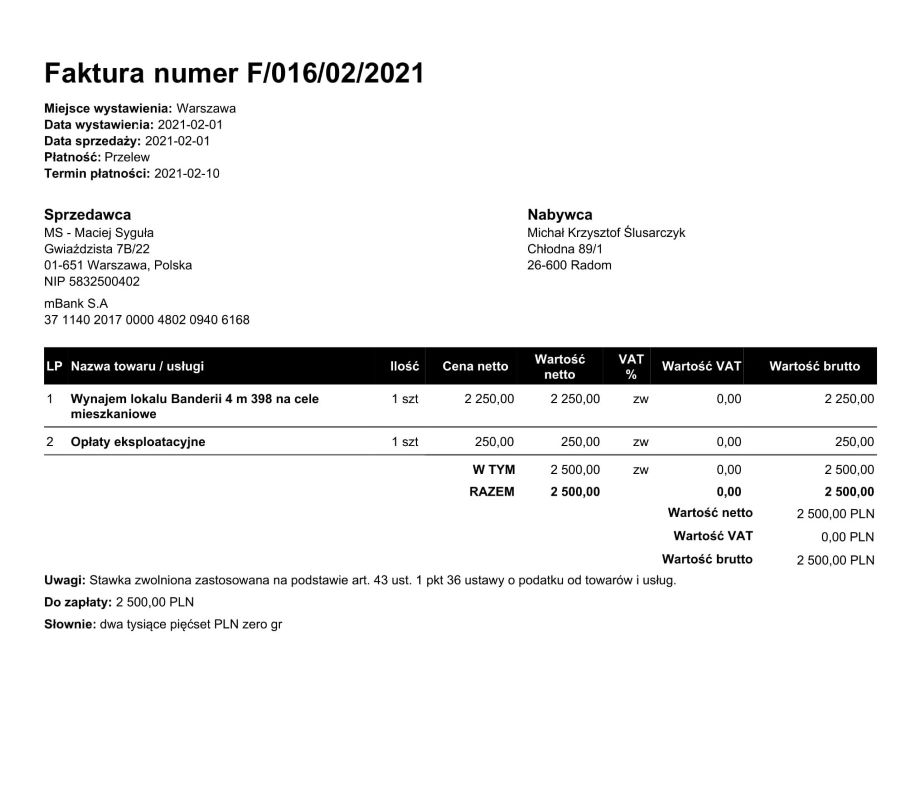 Faktura numer F/016/02/2021
Miejsce wystawienia: Warszawa
Data wystawienia: 2021-02-01
Data sprzedaży: 2021-02-01
Płatność: Przelew
Termin płatności: 2021-02-10
Sprzedawca
MS - Maciej Syguła
Gwiaździsta 7B/22
01-651 Warszawa, Polska
NIP 5832500402
mBank S.A
37 1140 2017 0000 4802 0940 6168
Nabywca
Michał Krzysztof Ślusarczyk
Chłodna 89/1
26-600 Radom
LP Nazwa towaru / usługi Ilość Cena netto Wartość netto VAT % Wartość VAT Wartość brutto
1 Wynajem lokalu Banderii 4 m 398 na cele 1 szt 2 250,00 2 250,00 zw 0,00 2 250,00
mieszkaniowe
2 Opłaty eksploatacyjne 1 szt 250,00 250,00 zw 0,00 250,00
W TYM 2 500,00 zw 0,00 2 500,00
RAZEM 2 500,00 0,00 2 500,00
Wartość netto 2 500,00 PLN
Wartość VAT 0,00 PLN
Wartość brutto 2 500,00 PLN
Uwagi: Stawka zwolniona zastosowana na podstawie art. 43 ust. 1 pkt 36 ustawy o podatku od towarów i usług.
Do zapłaty: 2 500,00 PLN
Słownie: dwa tysiące pięćset PLN zero gr